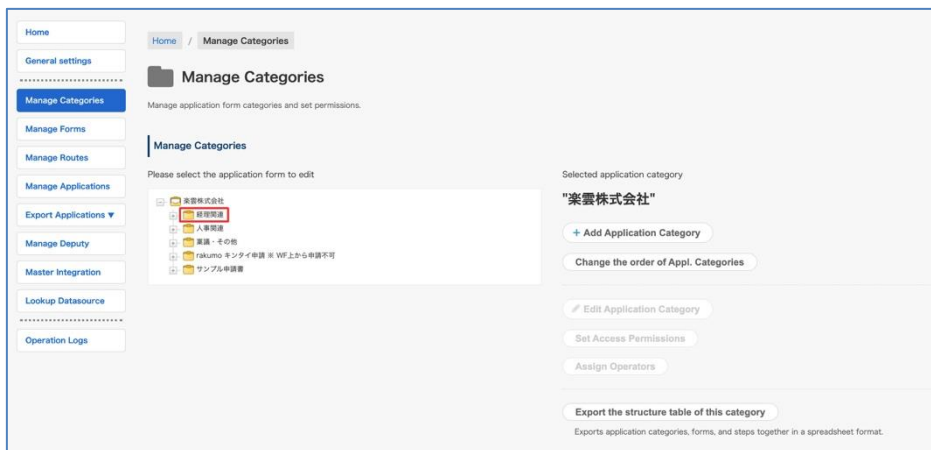 Home
General settings
Manage Categories
Manage Forms
Manage Routes
Manage Applications
Export Applications ▼
Manage Deputy
Master Integration
Lookup Datasource
Operation Logs
Home / Manage Categories
Manage Categories
Manage application form categories and set permissions.
Manage Categories
Please select the application form to edit
楽雲株式会社
経理関連
人事関連
稟議・その他
rakumo キンタイ申請 ※ WF上から申請不可
サンプル申請書
Selected application category
"楽雲株式会社"
+ Add Application Category
Change the order of Appl. Categories
Edit Application Category
Set Access Permissions
Assign Operators
Export the structure table of this category
Exports application categories, forms, and steps together in a spreadsheet format.